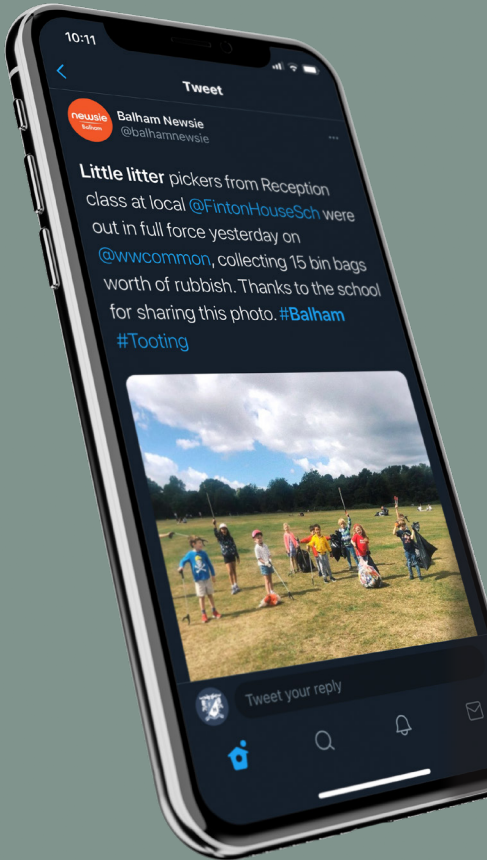 10:11
Tweet
newsie
Balham
Balham Newsie
@balhamnewsie
Little litter pickers from Reception
class at local @FintonHouseSch were
out in full force yesterday on
@wwcommon, collecting 15 bin bags
worth of rubbish. Thanks to the school
for sharing this photo. #Balham
#Tooting
Tweet your reply